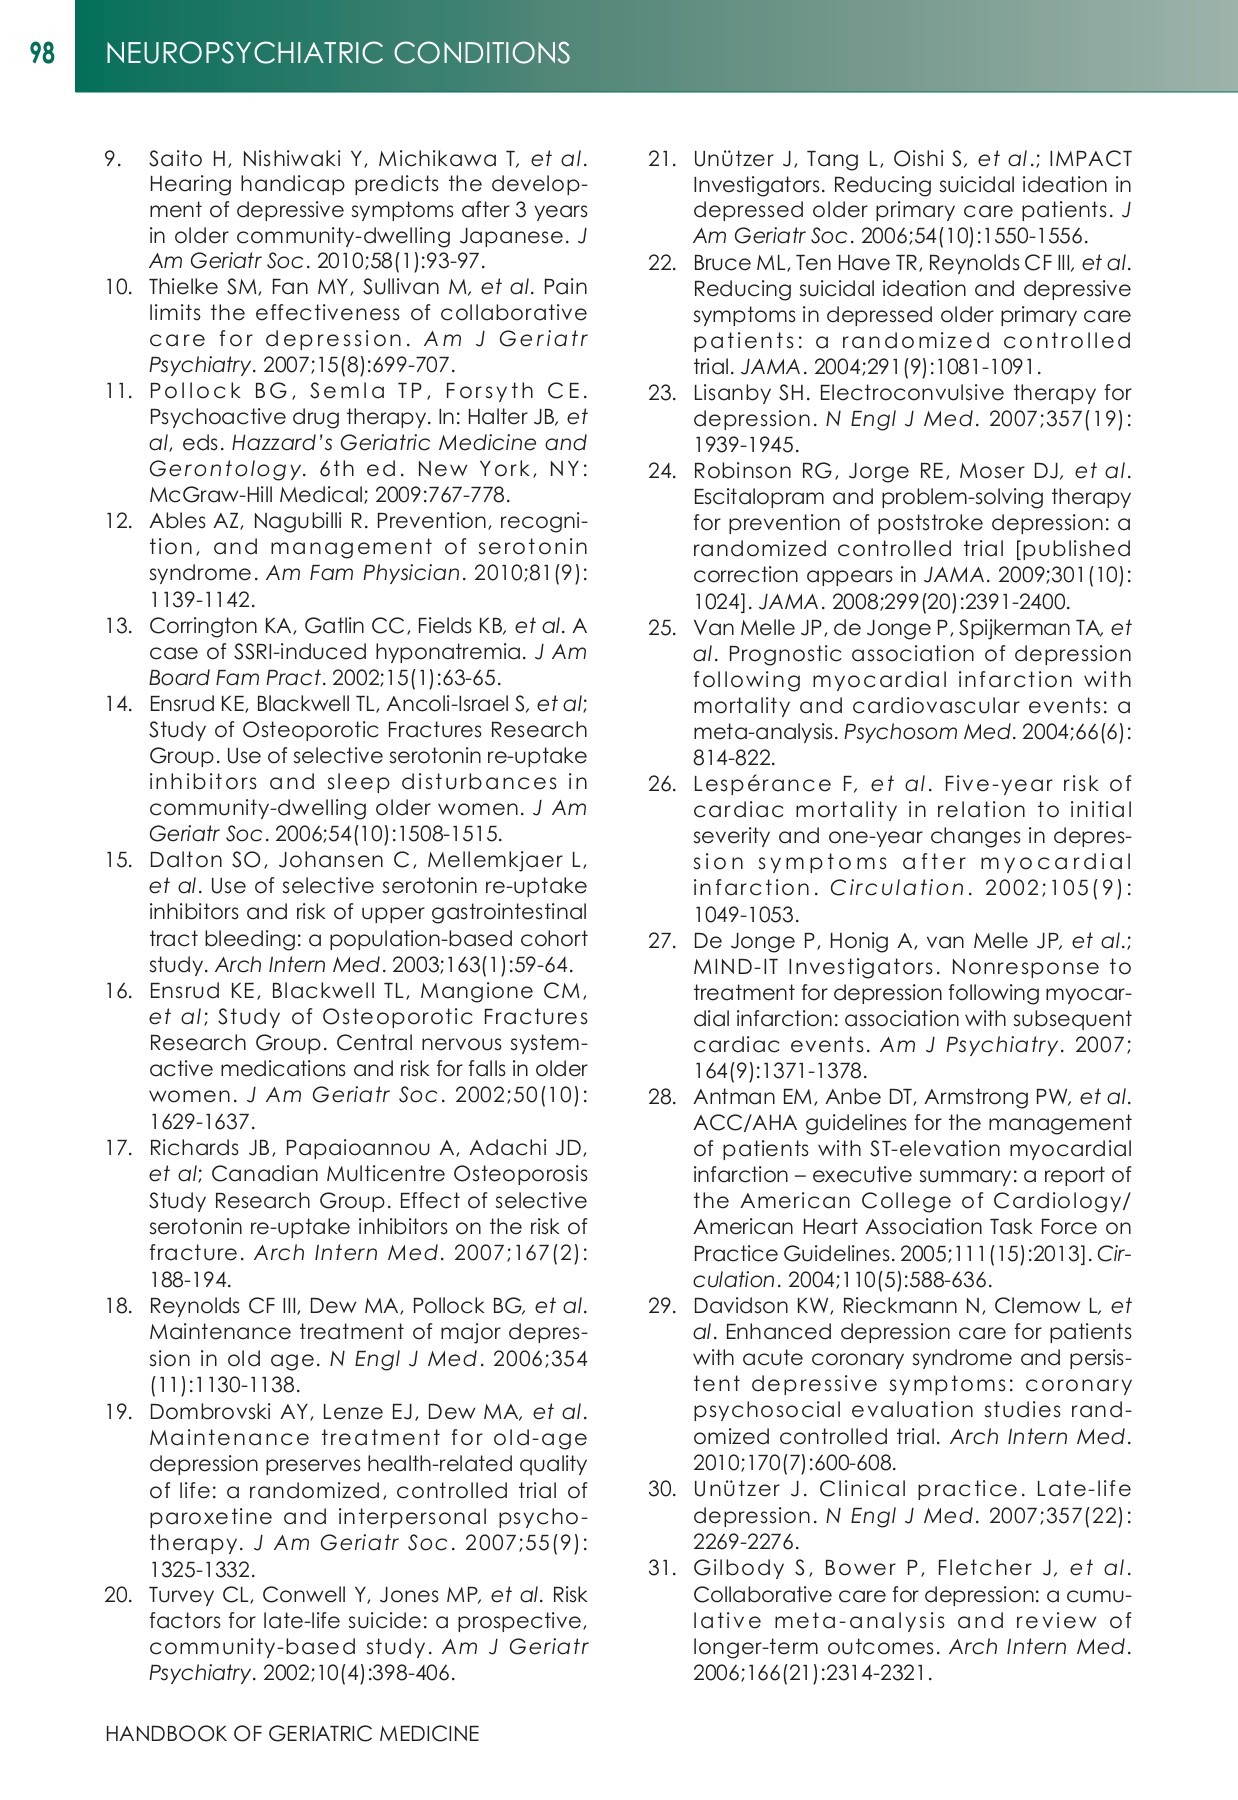 98
NEUROPSYCHIATRIC CONDITIONS
9. Saito H, Nishiwaki Y, Michikawa T, et al.
Hearing handicap predicts the develop-
ment of depressive symptoms after 3 years
in older community-dwelling Japanese. J
Am Geriatr Soc. 2010;58(1):93-97.
10. Thielke SM, Fan MY, Sullivan M, et al. Pain
limits the effectiveness of collaborative
care for depression. Am J Geriatr
Psychiatry. 2007;15(8):699-707.
11. Pollock BG, Semla TP, Forsyth CE.
Psychoactive drug therapy. In: Halter JB, et
al, eds. Hazzard’s Geriatric Medicine and
Gerontology. 6th ed. New York, NY:
McGraw-Hill Medical; 2009:767-778.
12. Ables AZ, Nagubilli R. Prevention, recogni-
tion, and management of serotonin
syndrome. Am Fam Physician. 2010;81(9):
1139-1142.
13. Corrington KA, Gatlin CC, Fields KB, et al. A
case of SSRI-induced hyponatremia. J Am
Board Fam Pract. 2002;15(1):63-65.
14. Ensrud KE, Blackwell TL, Ancoli-Israel S, et al;
Study of Osteoporotic Fractures Research
Group. Use of selective serotonin re-uptake
inhibitors and sleep disturbances in
community-dwelling older women. J Am
Geriatr Soc. 2006;54(10):1508-1515.
15. Dalton SO, Johansen C, Mellemkjaer L,
et al. Use of selective serotonin re-uptake
inhibitors and risk of upper gastrointestinal
tract bleeding: a population-based cohort
study. Arch Intern Med. 2003;163(1):59-64.
16. Ensrud KE, Blackwell TL, Mangione CM,
et al; Study of Osteoporotic Fractures
Research Group. Central nervous system-
active medications and risk for falls in older
women. J Am Geriatr Soc. 2002;50(10):
1629-1637.
17. Richards JB, Papaioannou A, Adachi JD,
et al; Canadian Multicentre Osteoporosis
Study Research Group. Effect of selective
serotonin re-uptake inhibitors on the risk of
fracture. Arch Intern Med. 2007;167(2):
188-194.
18. Reynolds CF III, Dew MA, Pollock BG, et al.
Maintenance treatment of major depres-
sion in old age. N Engl J Med. 2006;354
(11):1130-1138.
19. Dombrovski AY, Lenze EJ, Dew MA, et al.
Maintenance treatment for old-age
depression preserves health-related quality
of life: a randomized, controlled trial of
paroxetine and interpersonal psycho-
therapy. J Am Geriatr Soc. 2007;55(9):
1325-1332.
20. Turvey CL, Conwell Y, Jones MP, et al. Risk
factors for late-life suicide: a prospective,
community-based study. Am J Geriatr
Psychiatry. 2002;10(4):398-406.
21. Unützer J, Tang L, Oishi S, et al.; IMPACT
Investigators. Reducing suicidal ideation in
depressed older primary care patients. J
Am Geriatr Soc. 2006;54(10):1550-1556.
22. Bruce ML, Ten Have TR, Reynolds CF III, et al.
Reducing suicidal ideation and depressive
symptoms in depressed older primary care
patients: a randomized controlled
trial. JAMA. 2004;291(9):1081-1091.
23. Lisanby SH. Electroconvulsive therapy for
depression. N Engl J Med. 2007;357(19):
1939-1945.
24. Robinson RG, Jorge RE, Moser DJ, et al.
Escitalopram and problem-solving therapy
for prevention of poststroke depression: a
randomized controlled trial [published
correction appears in JAMA. 2009;301(10):
1024]. JAMA. 2008;299(20):2391-2400.
25. Van Melle JP, de Jonge P, Spijkerman TA, et
al. Prognostic association of depression
following myocardial infarction with
mortality and cardiovascular events: a
meta-analysis. Psychosom Med. 2004;66(6):
814-822.
26. Lespérance F, et al. Five-year risk of
cardiac mortality in relation to initial
severity and one-year changes in depres-
sion symptoms after myocardial
infarction. Circulation. 2002;105(9):
1049-1053.
27. De Jonge P, Honig A, van Melle JP, et al.;
MIND-IT Investigators. Nonresponse to
treatment for depression following myocar-
dial infarction: association with subsequent
cardiac events. Am J Psychiatry. 2007;
164(9):1371-1378.
28. Antman EM, Anbe DT, Armstrong PW, et al.
ACC/AHA guidelines for the management
of patients with ST-elevation myocardial
infarction – executive summary: a report of
the American College of Cardiology/
American Heart Association Task Force on
Practice Guidelines. 2005;111(15):2013]. Cir-
culation. 2004;110(5):588-636.
29. Davidson KW, Rieckmann N, Clemow L, et
al. Enhanced depression care for patients
with acute coronary syndrome and persis-
tent depressive symptoms: coronary
psychosocial evaluation studies rand-
omized controlled trial. Arch Intern Med.
2010;170(7):600-608.
30. Unützer J. Clinical practice. Late-life
depression. N Engl J Med. 2007;357(22):
2269-2276.
31. Gilbody S, Bower P, Fletcher J, et al.
Collaborative care for depression: a cumu-
lative meta-analysis and review of
longer-term outcomes. Arch Intern Med.
2006;166(21):2314-2321.
HANDBOOK OF GERIATRIC MEDICINE